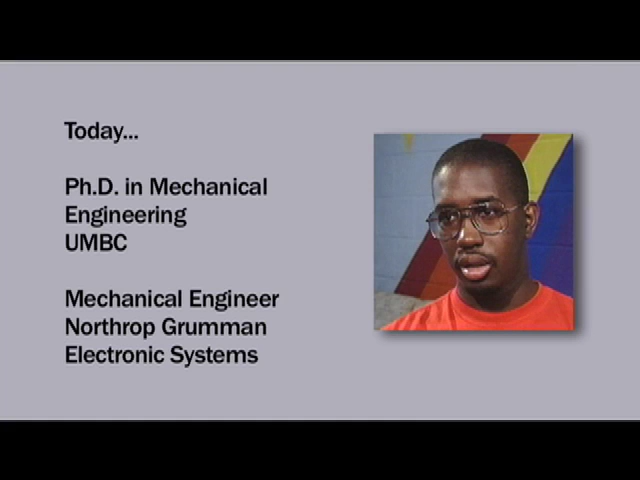 Today...
Ph.D. in Mechanical
Engineering
UMBC
Mechanical Engineer
Northrop Grumman
Electronic Systems